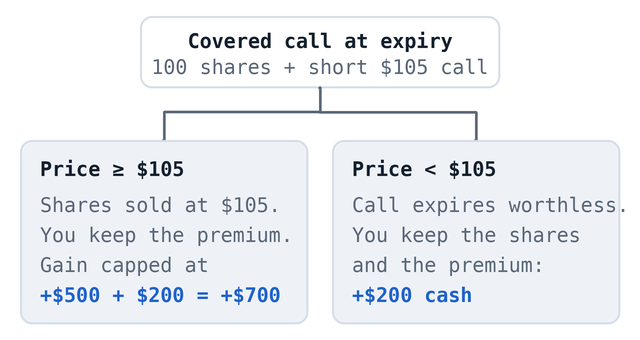 Covered call at expiry
100 shares + short $105 call
Price ≥ $105
Shares sold at $105.
You keep the premium.
Gain capped at
+$500 + $200 = +$700
Price < $105
Call expires worthless.
You keep the shares
and the premium:
+$200 cash